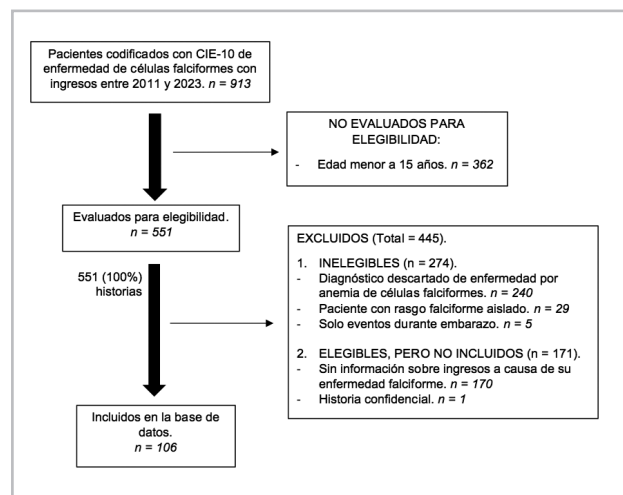 Pacientes codificados con CIE-10 de
enfermedad de células falciformes con
ingresos entre 2011 y 2023. n = 913
NO EVALUADOS PARA
ELEGIBILIDAD:
- Edad menor a 15 años. n = 362
Evaluados para elegibilidad.
n = 551
551 (100%)
historias
EXCLUIDOS (Total = 445).
1. INELEGIBLES (n = 274).
- Diagnóstico descartado de enfermedad por
anemia de células falciformes. n = 240
- Paciente con rasgo falciforme aislado. n = 29
- Solo eventos durante embarazo. n = 5
2. ELEGIBLES, PERO NO INCLUIDOS (n = 171).
- Sin información sobre ingresos a causa de su
enfermedad falciforme. n = 170
- Historia confidencial. n = 1
Incluidos en la base de
datos.
n = 106